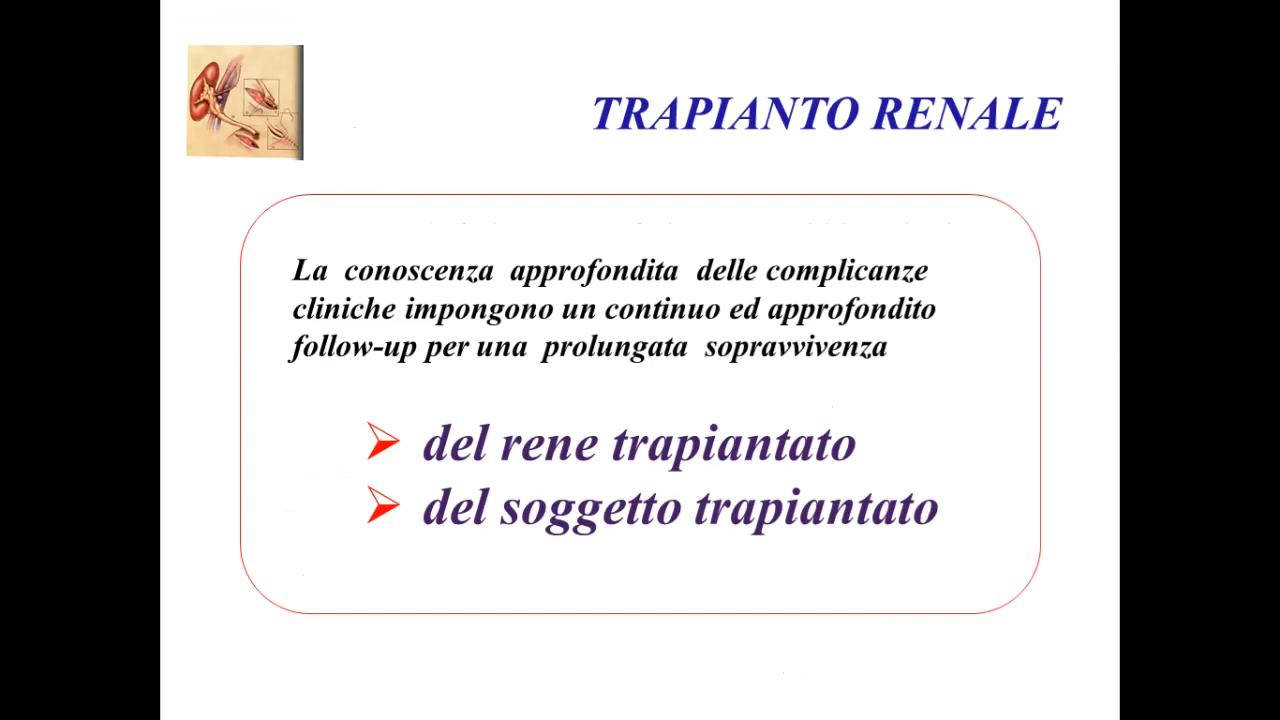 TRAPIANTO RENALE
La conoscenza approfondita delle complicanze
cliniche impongono un continuo ed approfondito
follow-up per una prolungata sopravvivenza
del rene trapiantato
del soggetto trapiantato